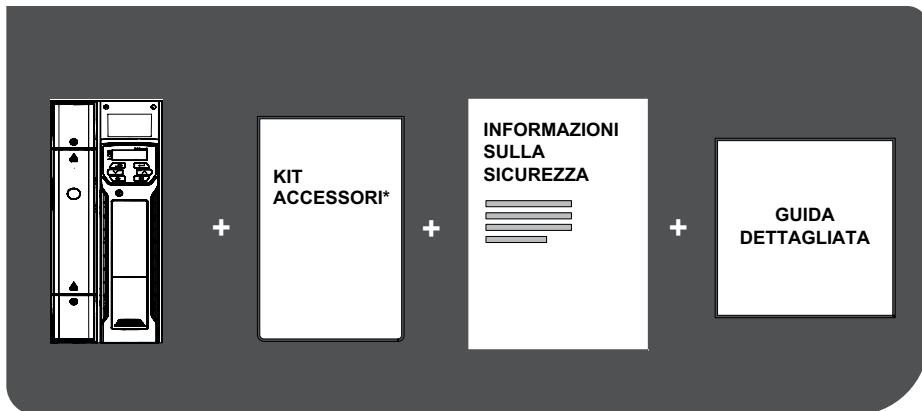 KIT
ACCESSORI*
INFORMAZIONI
SULLA
SICUREZZA
GUIDA
DETTAGLIATA